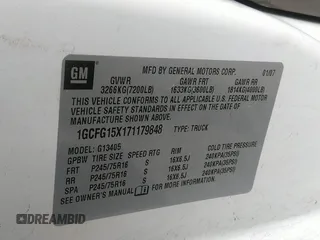 GM
MFD BY GENERAL MOTORS CORP. 01/07
GVWR GAWR FRT GAWR RR
3266KG(7200LB) 1633KG(3600LB) 1814KG(4000LB)
THIS VEHICLE CONFORMS TO ALL APPLICABLE U.S. FEDERAL
MOTOR VEHICLE SAFETY STANDARDS IN EFFECT ON THE DATE
OF MANUFACTURE SHOWN ABOVE.
1GCFG15X171179848 TYPE: TRUCK
MODEL: G13405
GPBW TIRE SIZE SPEED RTG RIM COLD TIRE PRESSURE
FRT P245/75R16 S 16X6.5J 240KPA(35PSI)
RR P245/75R16 S 16X6.5J 240KPA(35PSI)
SPA P245/75R16 S 16X6.5J 240KPA(35PSI)
SEE OWNER'S MANUAL
DREAMBID